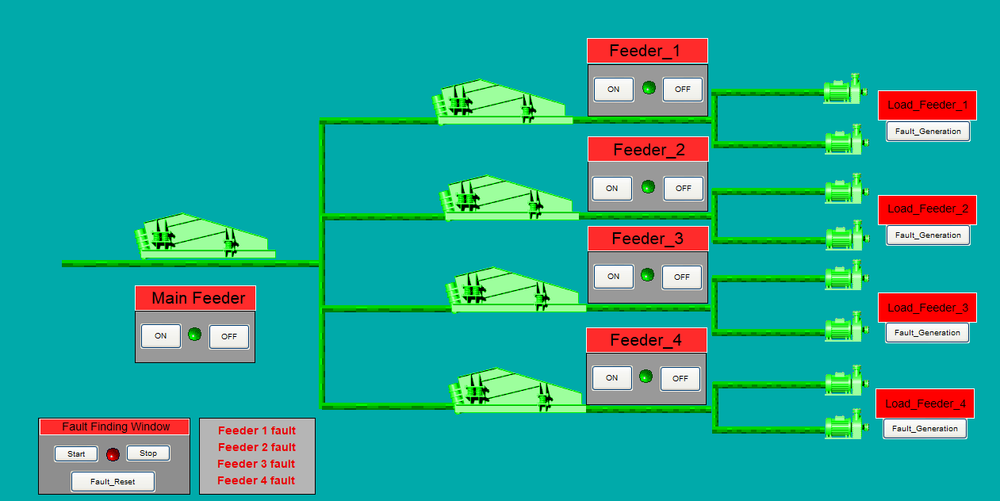 Feeder_1
ON
OFF
Load_Feeder_1
Fault_Generation
Feeder_2
ON
OFF
Load_Feeder_2
Fault_Generation
Feeder_3
ON
OFF
Load_Feeder_3
Fault_Generation
Main Feeder
ON
OFF
Feeder_4
ON
OFF
Load_Feeder_4
Fault_Generation
Fault Finding Window
Start
Stop
Fault_Reset
Feeder 1 fault
Feeder 2 fault
Feeder 3 fault
Feeder 4 fault